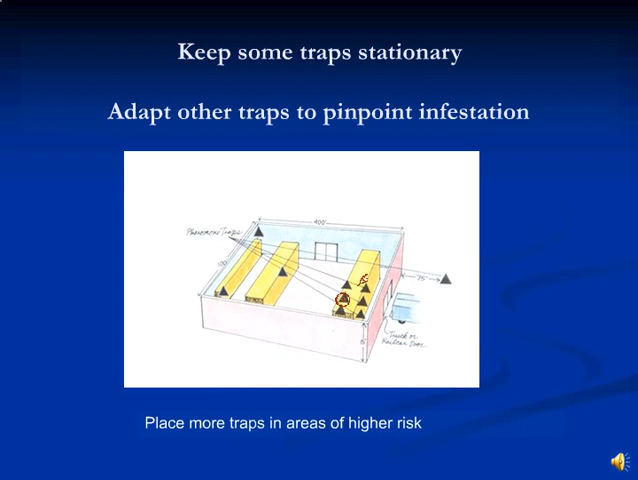 Keep some traps stationary
Adapt other traps to pinpoint infestation
400'
Pheromone Traps
75'
Truck or
Railcar Door
Place more traps in areas of higher risk